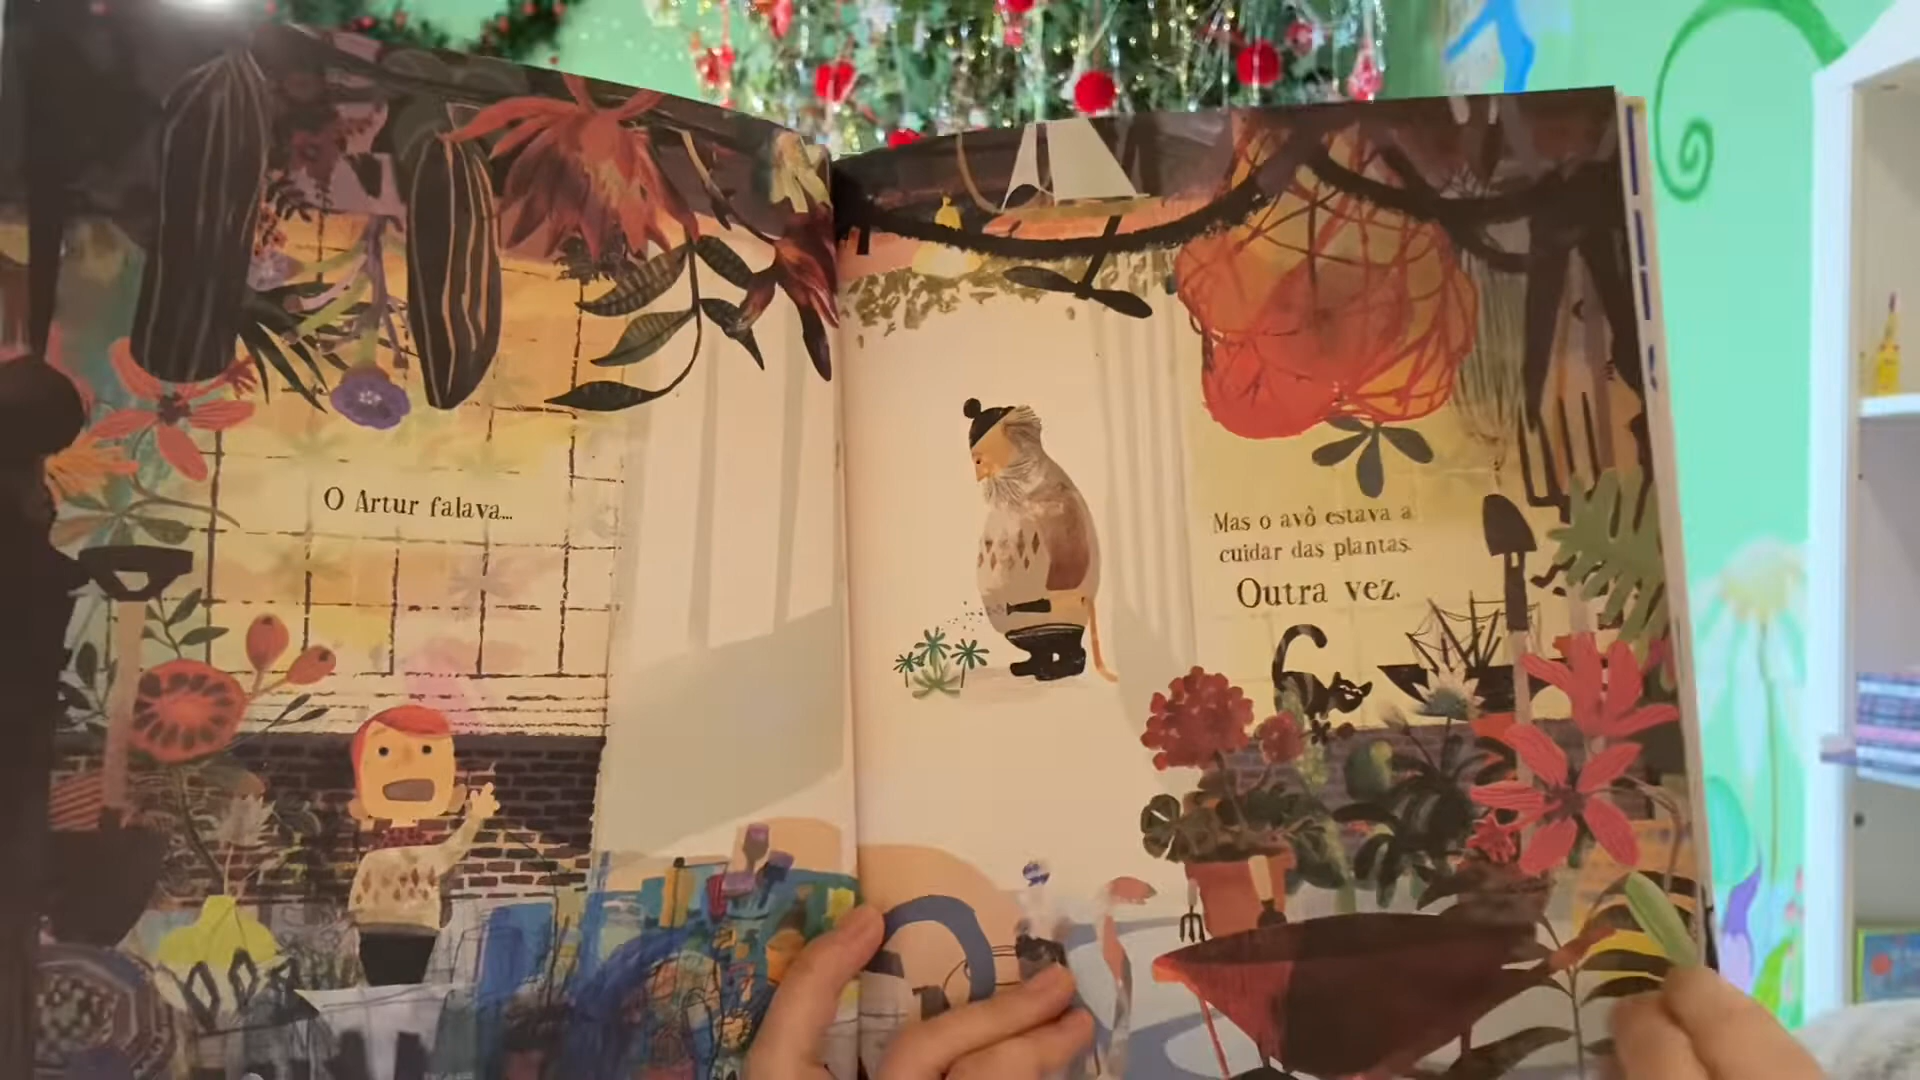 O Artur falava...
Mas o avô estava a
cuidar das plantas.
Outra vez.